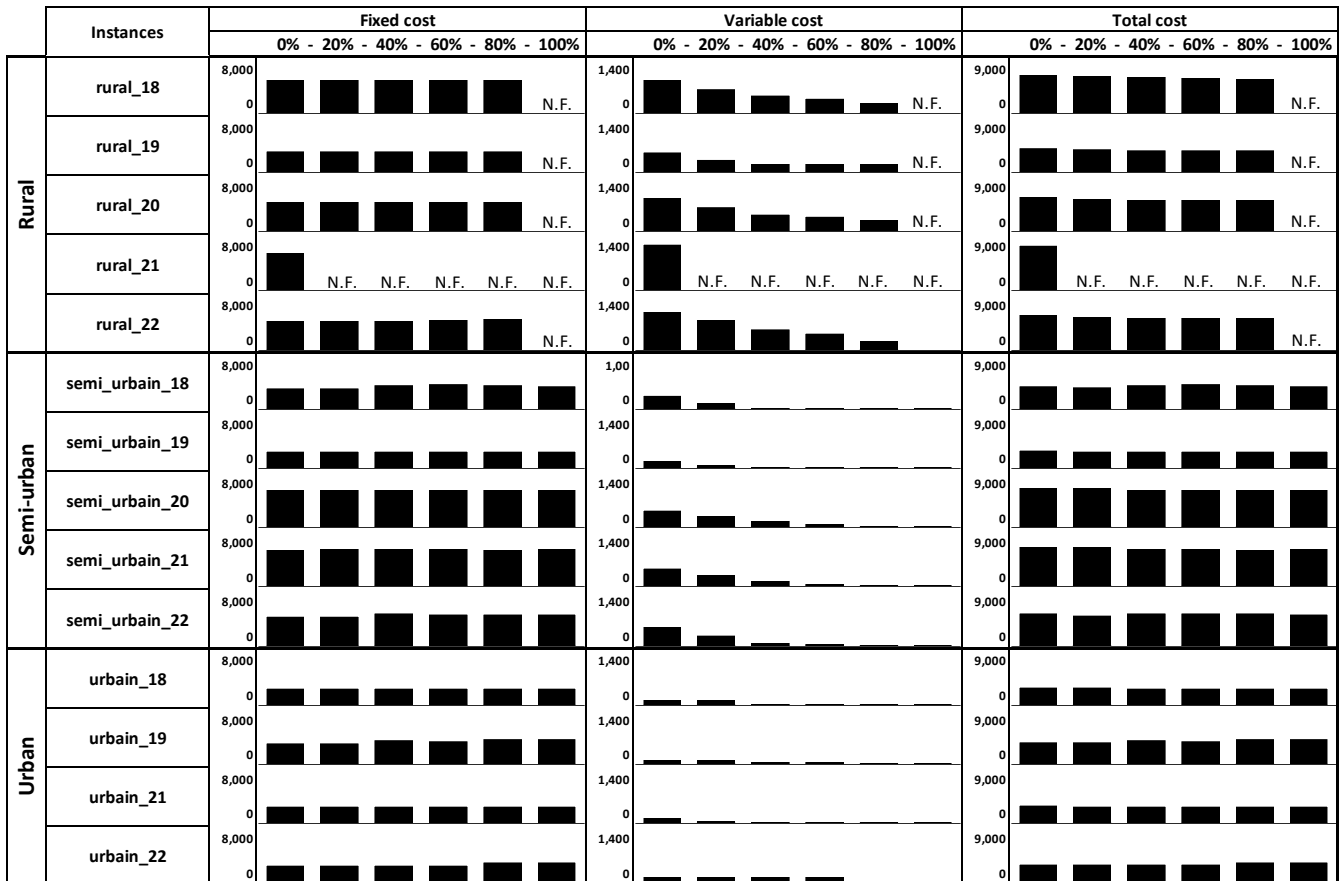 Instances Fixed cost Variable cost Total cost
0% - 20% - 40% - 60% - 80% - 100% 0% - 20% - 40% - 60% - 80% - 100% 0% - 20% - 40% - 60% - 80% - 100%
Rural
rural_18 8,000 0 N.F. 1,400 0 N.F. 9,000 0 N.F.
rural_19 8,000 0 N.F. 1,400 0 N.F. 9,000 0 N.F.
rural_20 8,000 0 N.F. 1,400 0 N.F. 9,000 0 N.F.
rural_21 8,000 0 N.F. N.F. N.F. N.F. N.F. 1,400 0 N.F. N.F. N.F. N.F. N.F. 9,000 0 N.F. N.F. N.F. N.F. N.F.
rural_22 8,000 0 N.F. 1,400 0 9,000 0 N.F.
Semi-urban
semi_urbain_18 8,000 0 1,00 0 9,000 0
semi_urbain_19 8,000 0 1,400 0 9,000 0
semi_urbain_20 8,000 0 1,400 0 9,000 0
semi_urbain_21 8,000 0 1,400 0 9,000 0
semi_urbain_22 8,000 0 1,400 0 9,000 0
Urban
urbain_18 8,000 0 1,400 0 9,000 0
urbain_19 8,000 0 1,400 0 9,000 0
urbain_21 8,000 0 1,400 0 9,000 0
urbain_22 8,000 0 1,400 0 9,000 0